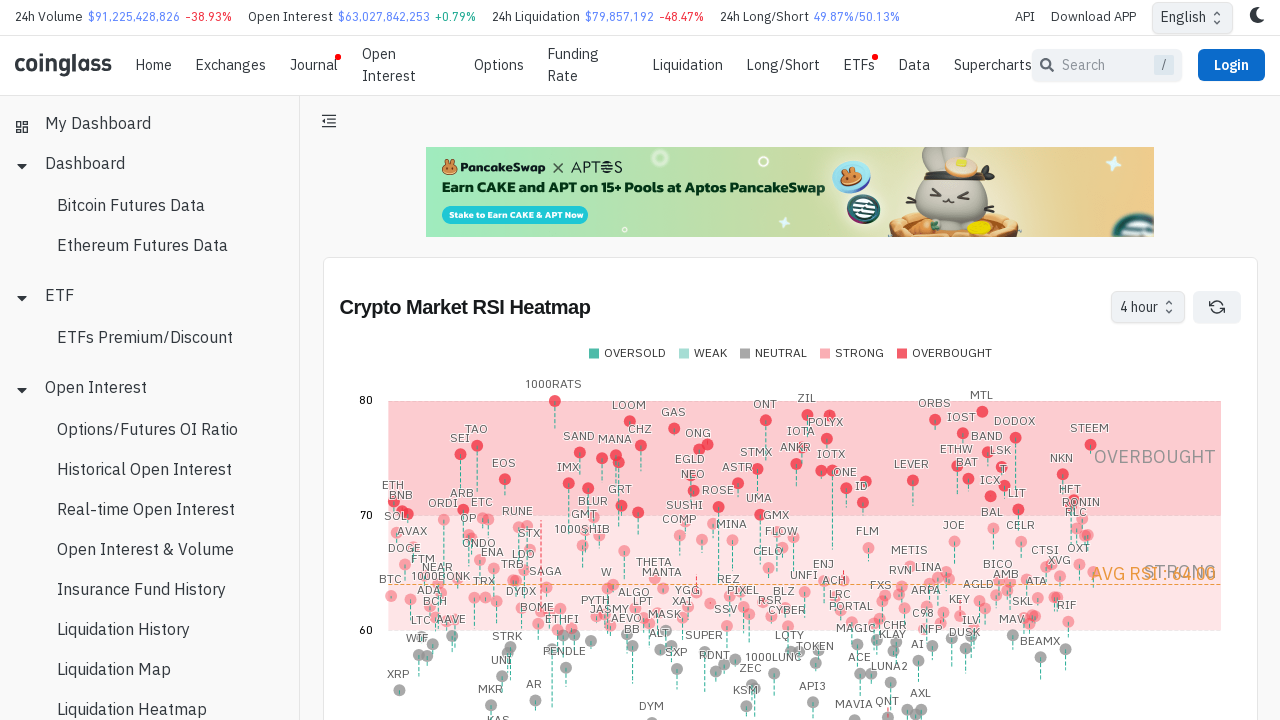 24h Volume $91,225,428,826 -38.93% Open Interest $63,027,842,253 +0.79% 24h Liquidation $79,857,192 -48.47% 24h Long/Short 49.87%/50.13% API Download APP English
coinglass Home Exchanges Journal Open Interest Options Funding Rate Liquidation Long/Short ETFs Data Supercharts Search / Login
My Dashboard
Dashboard
Bitcoin Futures Data
Ethereum Futures Data
ETF
ETFs Premium/Discount
Open Interest
Options/Futures OI Ratio
Historical Open Interest
Real-time Open Interest
Open Interest & Volume
Insurance Fund History
Liquidation History
Liquidation Map
Liquidation Heatmap
PancakeSwap X APTOS
Earn CAKE and APT on 15+ Pools at Aptos PancakeSwap
Stake to Earn CAKE & APT Now
Crypto Market RSI Heatmap
4 hour
OVERSOLD WEAK NEUTRAL STRONG OVERBOUGHT
1000RATS
MTL
80
ZIL
LOOM
ONT
ORBS
GAS
IOST
POLYX
DODOX
TAO
CHZ
STEEM
SEI
SAND
MANA
ONG
IOTA
BAND
ANKR
ETHW
LSK
STMX
IOTX
OVERBOUGHT
EOS
IMX
EGLD
ASTR
LEVER
BAT
NKN
NEO
ONE
ICX
ETH
BNB
ARB
GRT
ROSE
ID
LIT
HFT
ORDI
ETC
BLUR
SUSHI
UMA
RONIN
70
SOL
OP
RUNE
GMT
COMP
MINA
GMX
BAL
RLC
AVAX
STX
1000SHIB
FLOW
FLM
JOE
CELR
DOGE
ONDO
ENA
LDO
CELO
METIS
CTSI
OXT
FTM
NEAR
TRB
THETA
ENJ
BICO
XVG
STRONG
BTC
1000BONK
TRX
SAGA
W
MANTA
REZ
UNFI
ACH
RVN
LINA
AMB
ATA
ADA
DYDX
ALGO
YGG
PIXEL
BLZ
LRC
FXS
ARPA
AGLD
BCH
BOME
PYTH
LPT
XAI
RSR
PORTAL
KEY
SKL
RIF
LTC
AAVE
ETHFI
JASMY
AEVO
MASK
SSV
CYBER
C98
ILV
MAV
60
WIF
STRK
BB
ALT
SUPER
LQTY
MAGIC
CHR
KLAY
NFP
DUSK
BEAMX
UNI
PENDLE
SXP
RDNT
1000LUNC
TOKEN
ACE
AI
XRP
AR
ZEC
LUNA2
MKR
KSM
API3
AXL
DYM
MAVIA
QNT
KAS